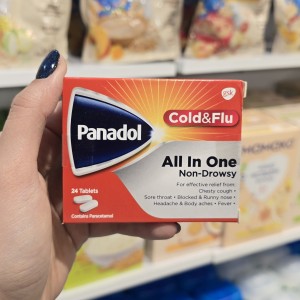 gsk
Cold&Flu
Panadol
All In One
Non-Drowsy
For effective relief from:
Chesty cough •
Sore throat • Blocked & Runny nose •
Headache & Body aches • Fever •
24 Tablets
Contains Paracetamol